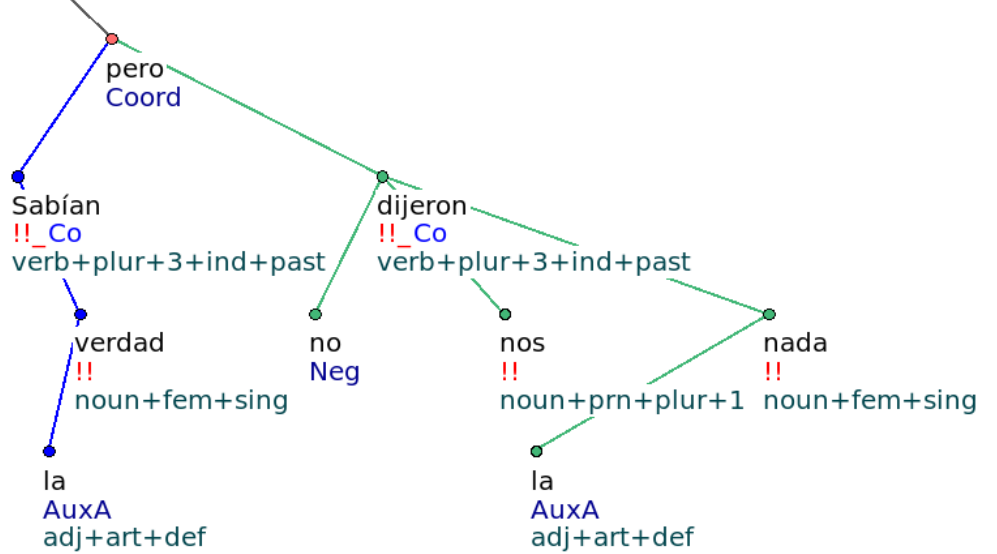 pero
Coord
Sabían
!!_Co
verb+plur+3+ind+past
dijeron
!!_Co
verb+plur+3+ind+past
verdad
!!
noun+fem+sing
no
Neg
nos
!!
noun+prn+plur+1
nada
!!
noun+fem+sing
la
AuxA
adj+art+def
la
AuxA
adj+art+def